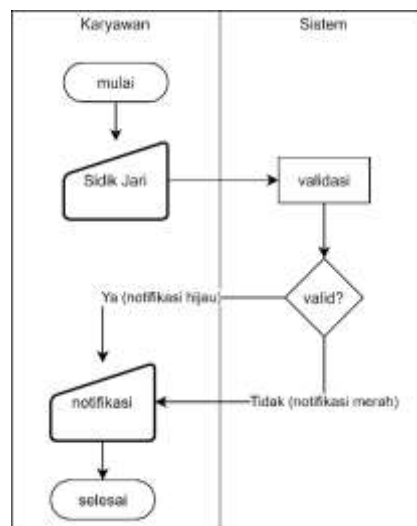 Karyawan
Sistem
mulai
Sidik Jari
validasi
valid?
Ya (notifikasi hijau)
Tidak (notifikasi merah)
notifikasi
selesai